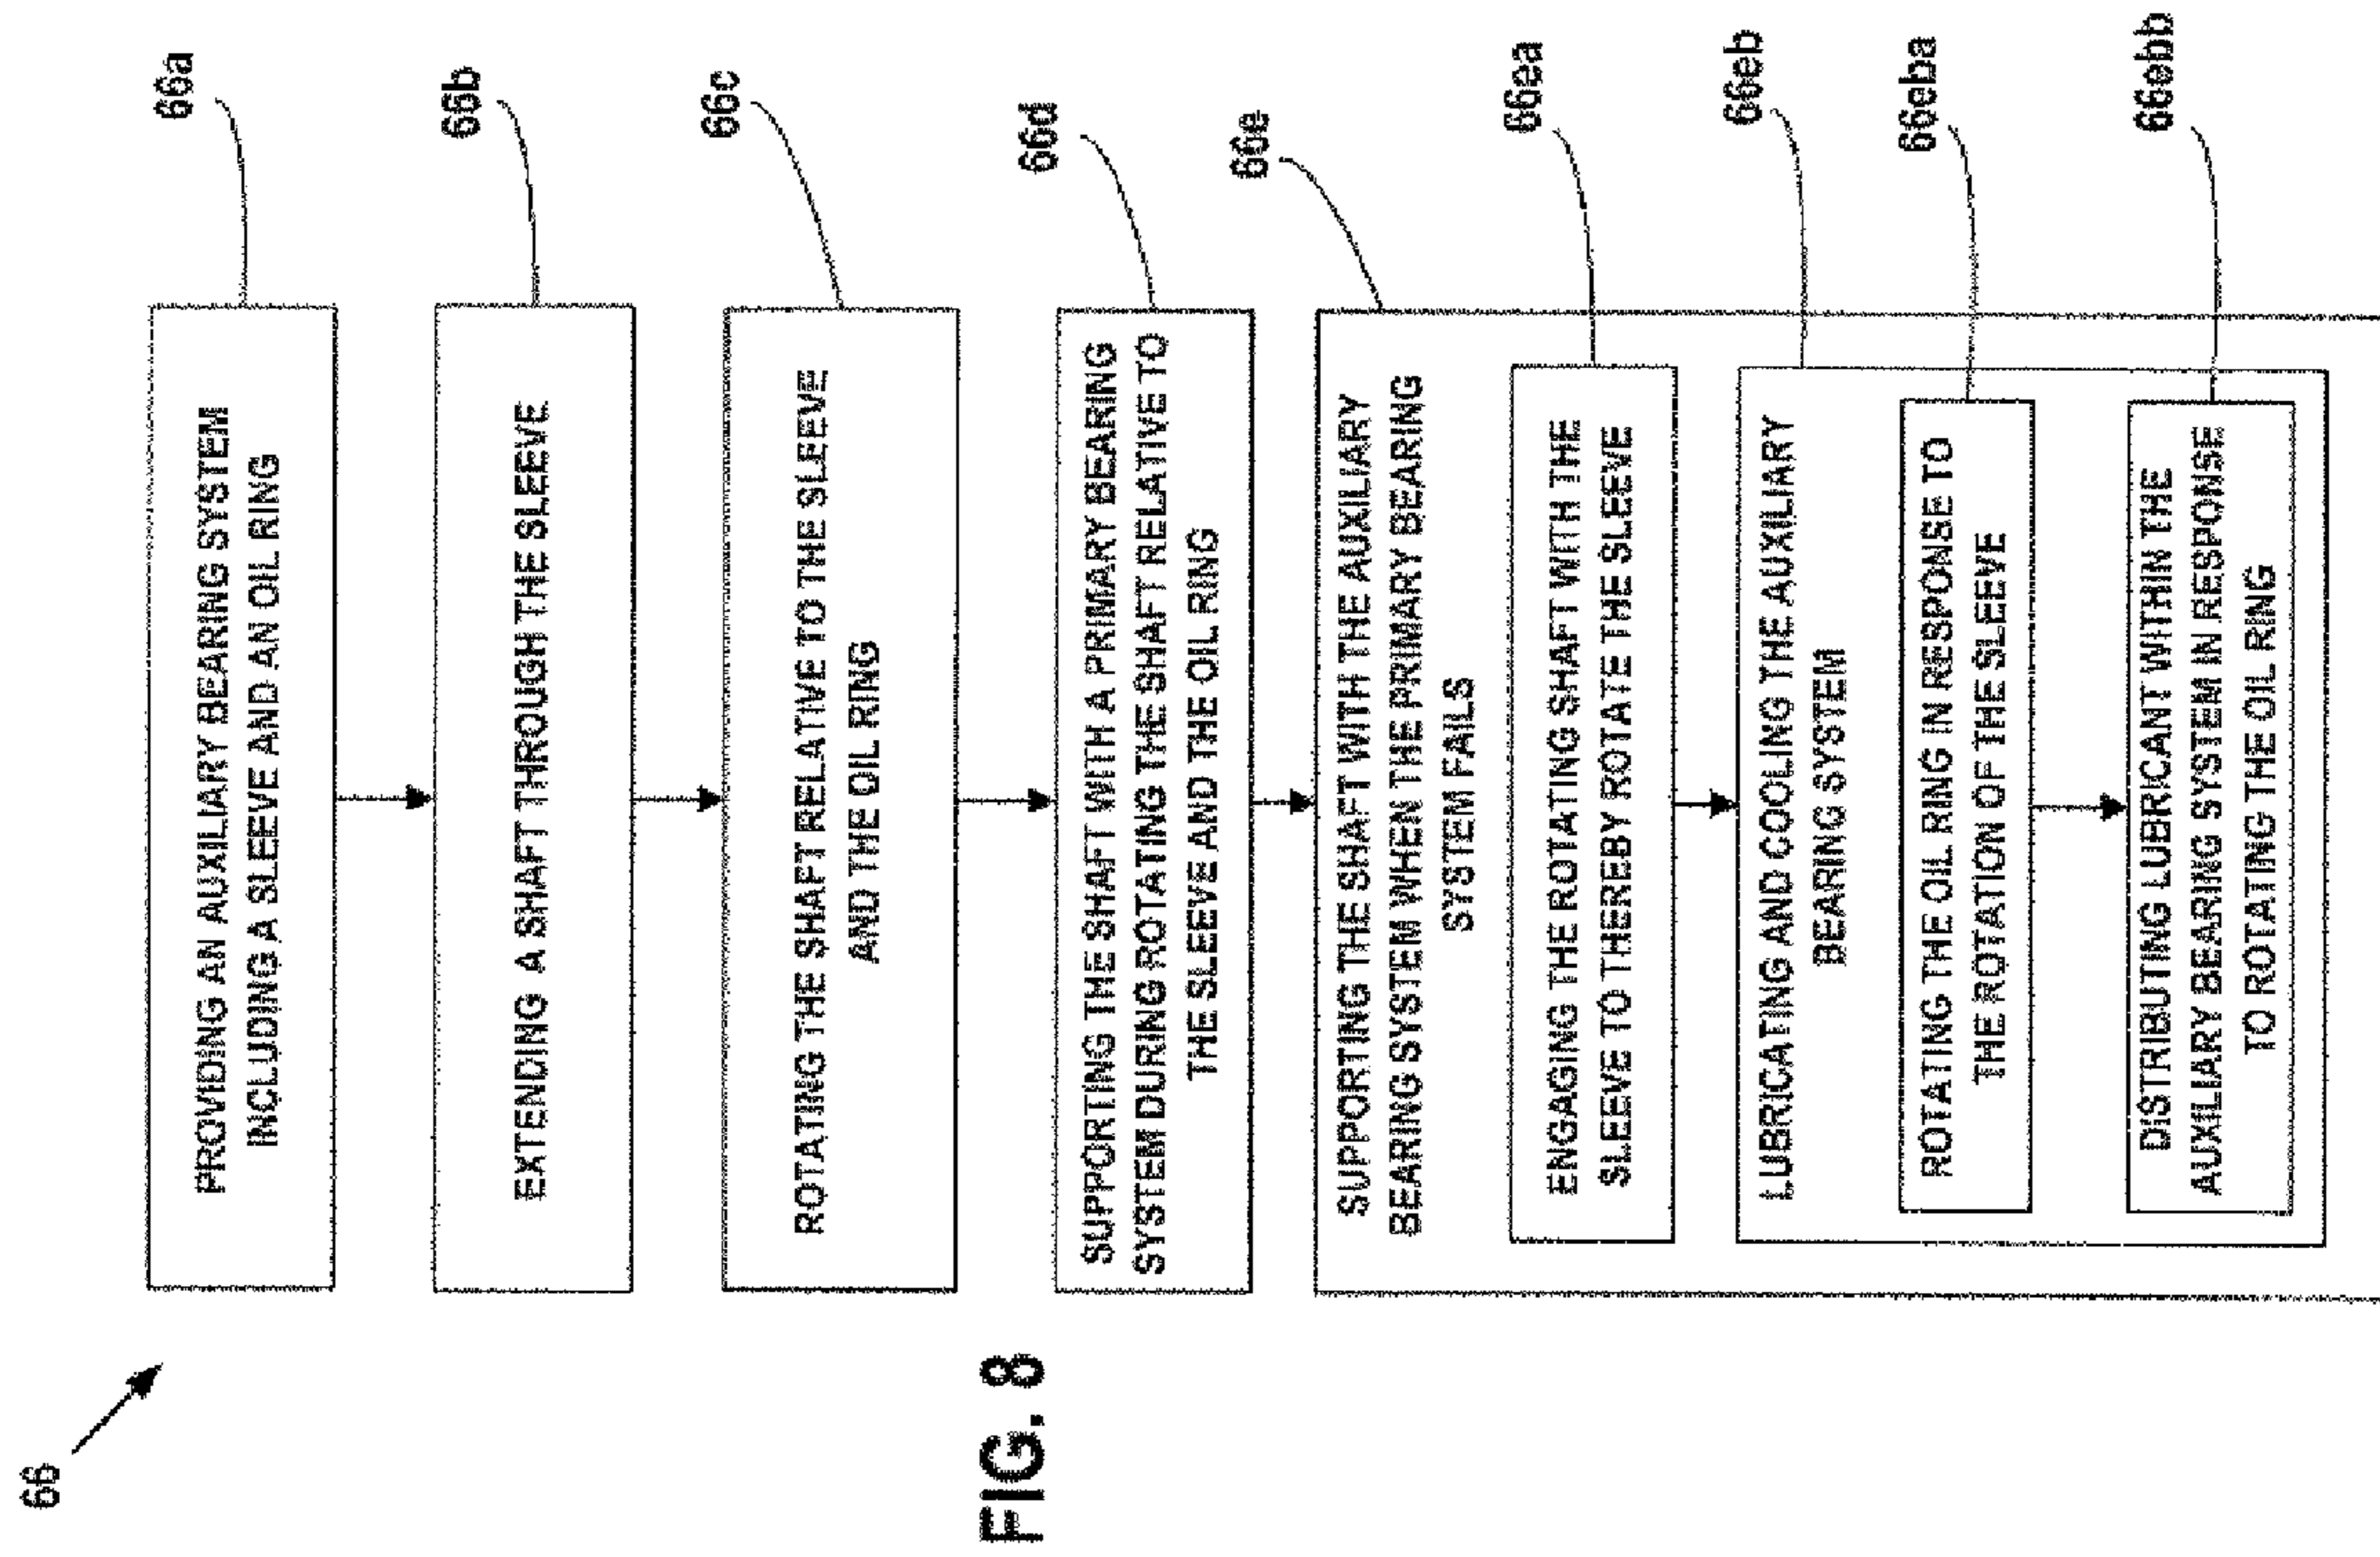 66
66a
PROVIDING AN AUXILIARY BEARING SYSTEM
INCLUDING A SLEEVE AND AN OIL RING
66b
EXTENDING A SHAFT THROUGH THE SLEEVE
66c
ROTATING THE SHAFT RELATIVE TO THE SLEEVE
AND THE OIL RING
66d
SUPPORTING THE SHAFT WITH A PRIMARY BEARING
SYSTEM DURING ROTATING THE SHAFT RELATIVE TO
THE SLEEVE AND THE OIL RING
66e
SUPPORTING THE SHAFT WITH THE AUXILIARY
BEARING SYSTEM WHEN THE PRIMARY BEARING
SYSTEM FAILS
66ea
ENGAGING THE ROTATING SHAFT WITH THE
SLEEVE TO THEREBY ROTATE THE SLEEVE
66eb
LUBRICATING AND COOLING THE AUXILIARY
BEARING SYSTEM
66eba
ROTATING THE OIL RING IN RESPONSE TO
THE ROTATION OF THE SLEEVE
66ebb
DISTRIBUTING LUBRICANT WITHIN THE
AUXILIARY BEARING SYSTEM IN RESPONSE
TO ROTATING THE OIL RING
FIG. 8